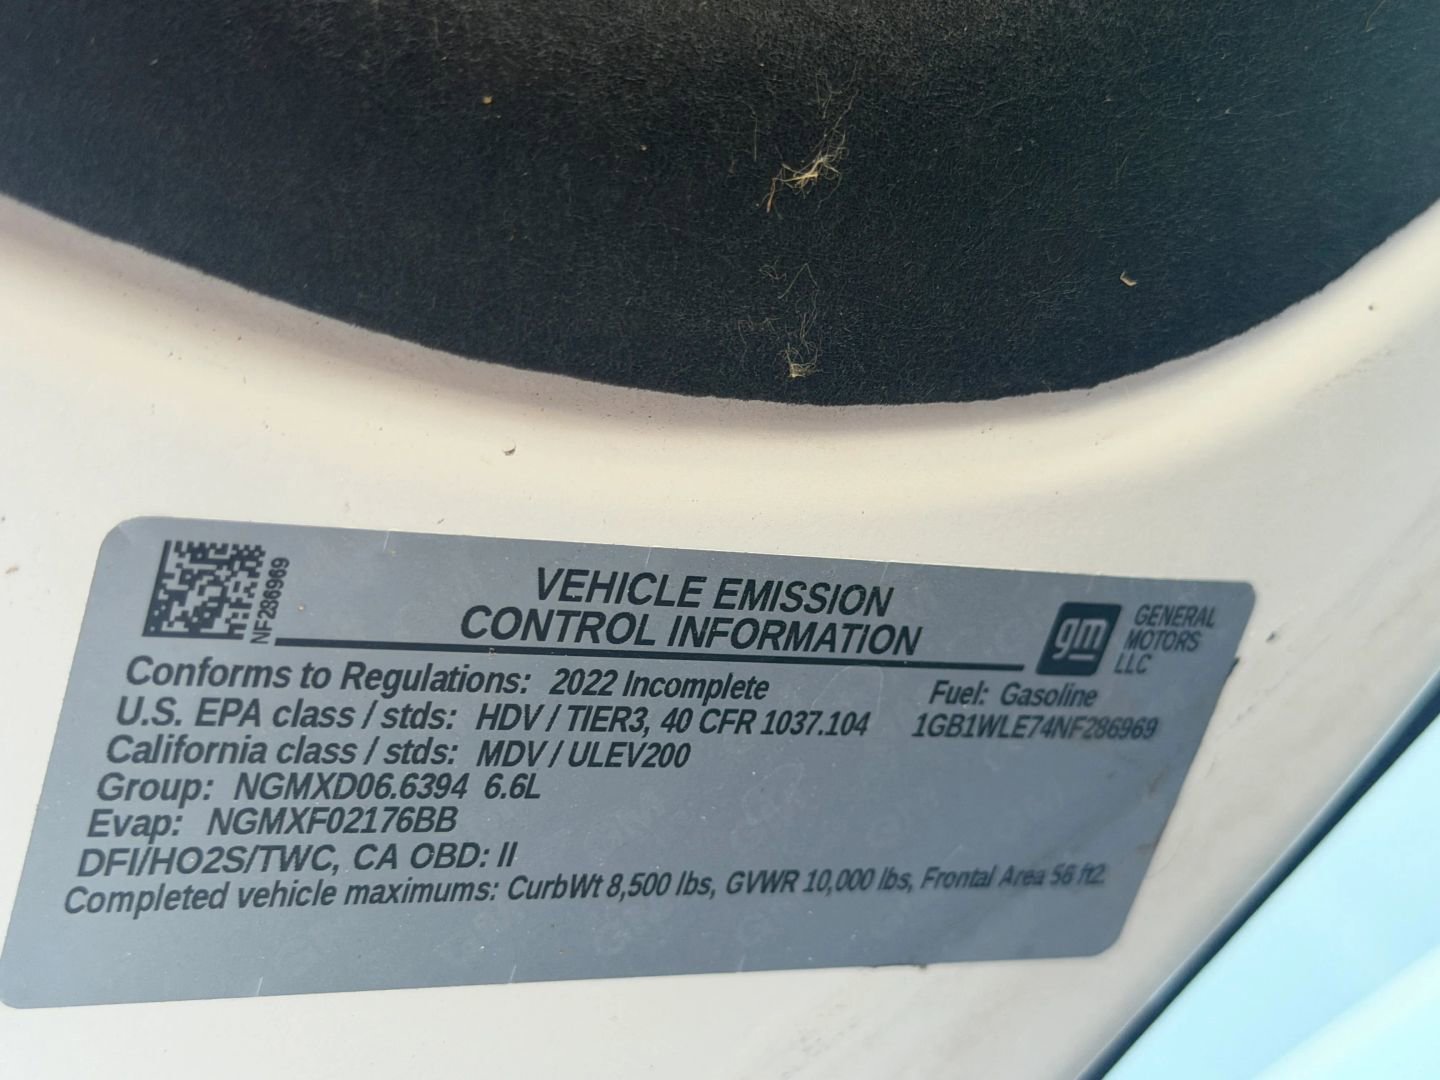 NF286969
VEHICLE EMISSION
CONTROL INFORMATION
gm GENERAL
MOTORS
LLC
Conforms to Regulations: 2022 Incomplete
Fuel: Gasoline
U.S. EPA class / stds: HDV / TIER3, 40 CFR 1037.104
1GB1WLE74NF286969
California class / stds: MDV / ULEV200
Group: NGMXD06.6394 6.6L
Evap: NGMXF02176BB
DFI/HO2S/TWC, CA OBD: II
Completed vehicle maximums: CurbWt 8,500 lbs, GVWR 10,000 lbs, Frontal Area 56 ft2